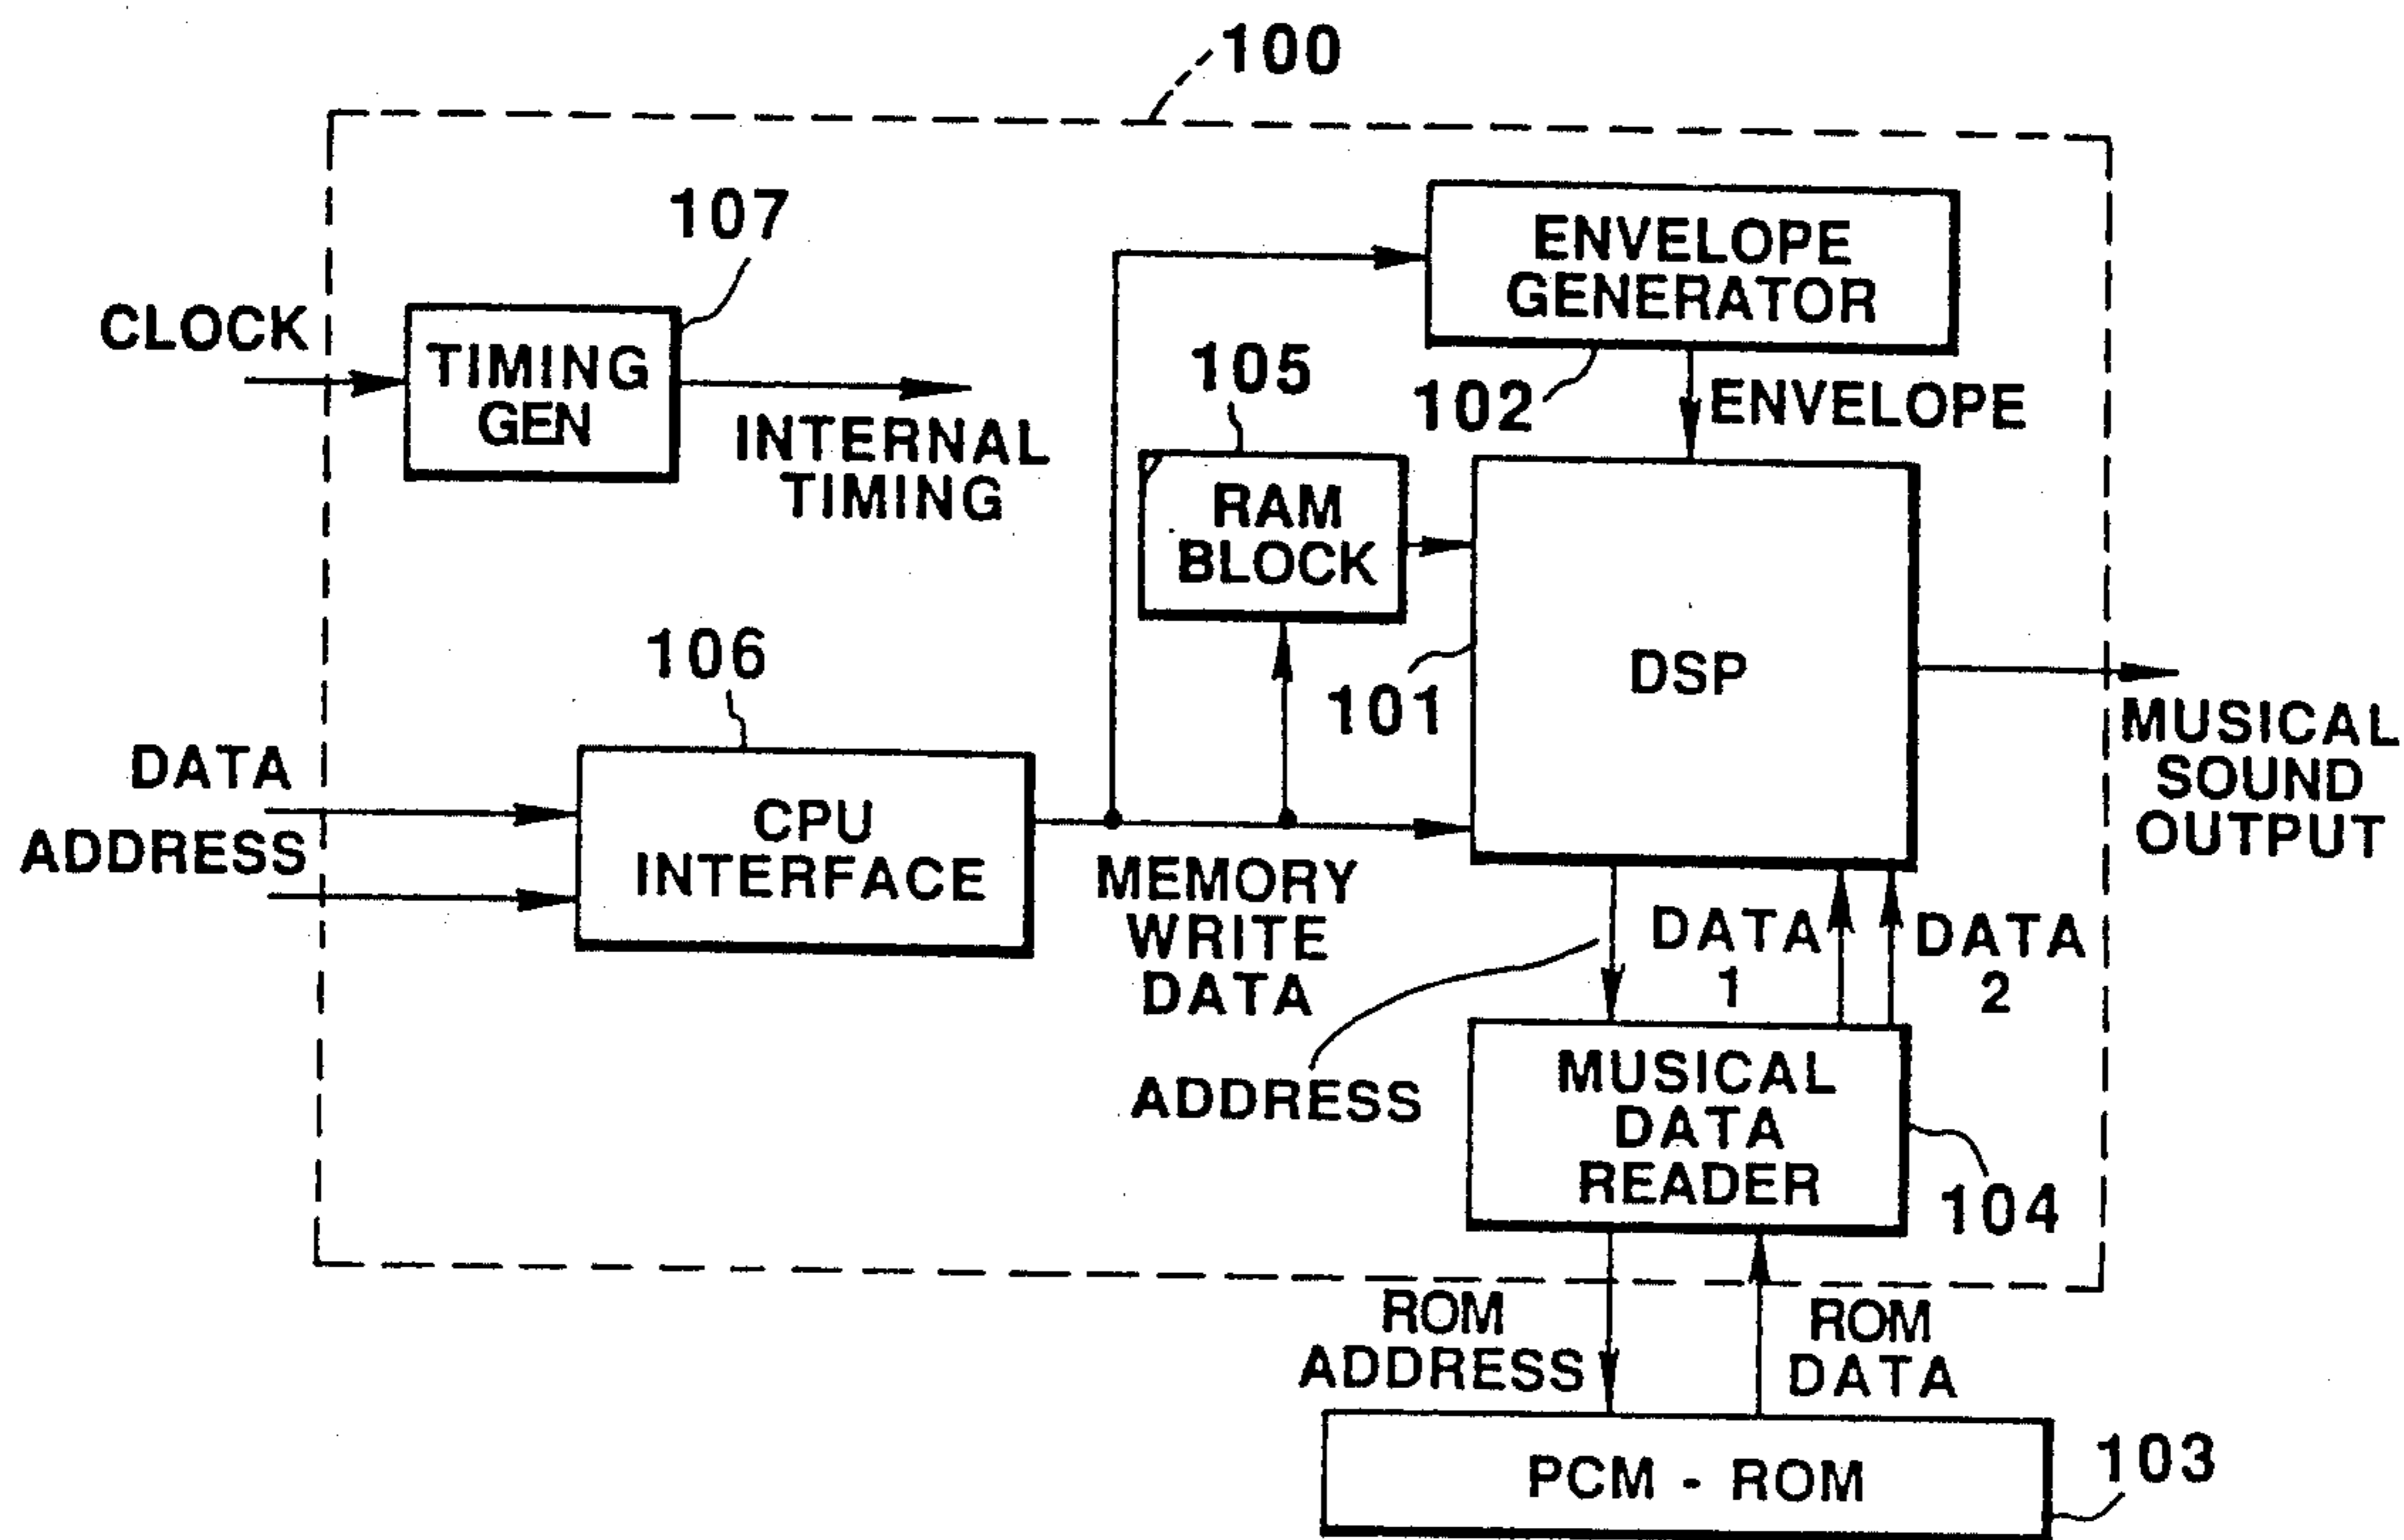 100
107
CLOCK
TIMING
GEN
INTERNAL
TIMING
ENVELOPE
GENERATOR
102
ENVELOPE
105
RAM
BLOCK
101
DSP
MUSICAL
SOUND
OUTPUT
106
DATA
ADDRESS
CPU
INTERFACE
MEMORY
WRITE
DATA
ADDRESS
DATA
1
DATA
2
MUSICAL
DATA
READER
104
ROM
ADDRESS
ROM
DATA
PCM - ROM
103